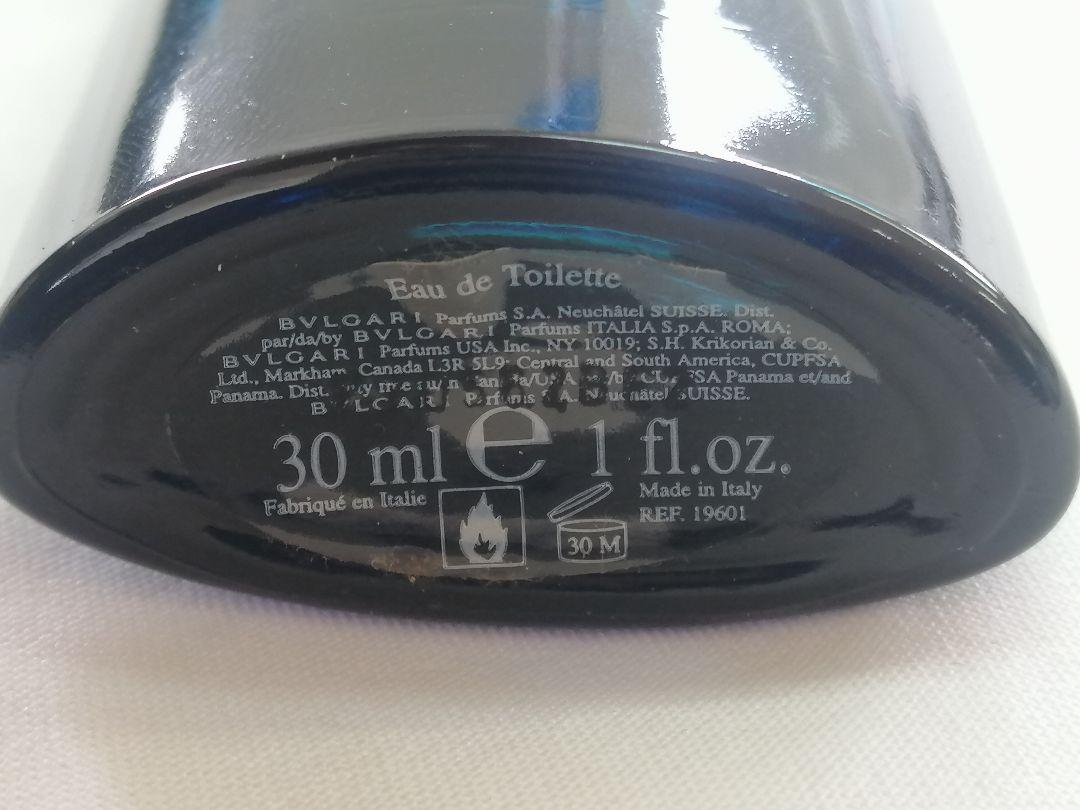 Eau de Toilette
BVLGARI Parfums S.A. Neuchâtel SUISSE. Dist.
par/da/by BVLGARI Parfums ITALIA S.p.A. ROMA;
BVLGARI Parfums USA Inc., NY 10019; S.H. Krikorian & Co.
Ltd., Markham, Canada L3R 5L9; Central and South America, CUPFSA
Panama. Dist. Panama et/and
Parfums S.A. Neuchâtel SUISSE.
30 ml e 1 fl.oz.
Fabriqué en Italie
Made in Italy
REF. 19601
30 M